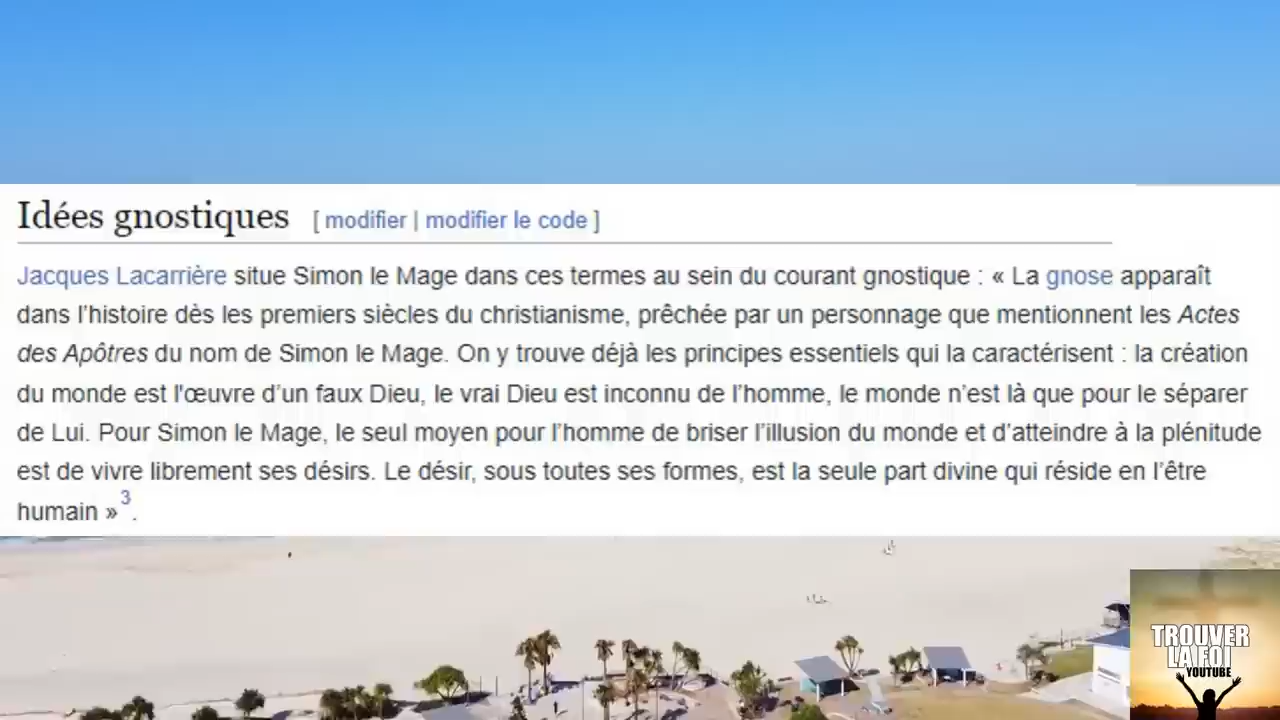 Idées gnostiques [ modifier | modifier le code ]
Jacques Lacarrière situe Simon le Mage dans ces termes au sein du courant gnostique : « La gnose apparaît
dans l'histoire dès les premiers siècles du christianisme, prêchée par un personnage que mentionnent les Actes
des Apôtres du nom de Simon le Mage. On y trouve déjà les principes essentiels qui la caractérisent : la création
du monde est l'œuvre d'un faux Dieu, le vrai Dieu est inconnu de l'homme, le monde n'est là que pour le séparer
de Lui. Pour Simon le Mage, le seul moyen pour l'homme de briser l'illusion du monde et d'atteindre à la plénitude
est de vivre librement ses désirs. Le désir, sous toutes ses formes, est la seule part divine qui réside en l'être
humain »3.
TROUVER
LA FOI
YOUTUBE